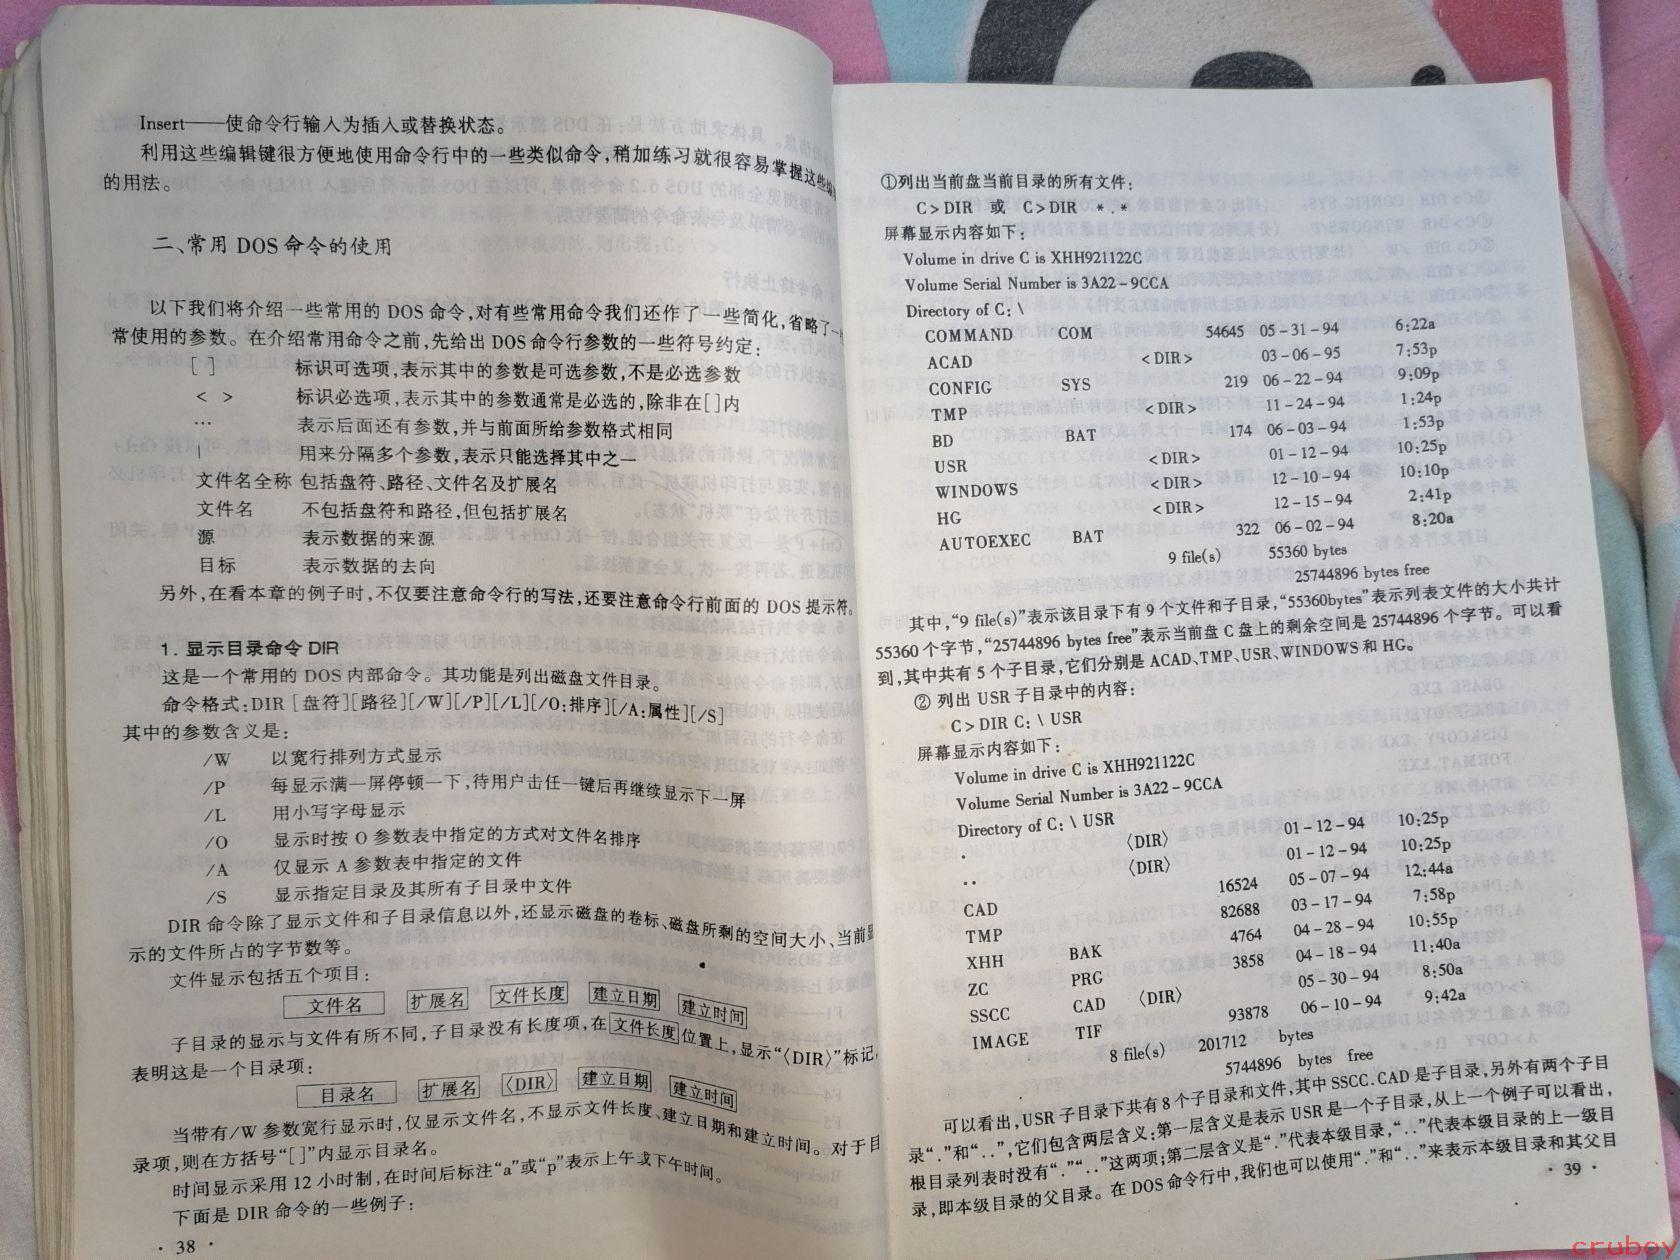 Insert——使命令行输入为插入或替换状态。
利用这些编辑键很方便地使用命令行中的一些类似命令,稍加练习就很容易掌握这些编
的用法。
二、常用 DOS 命令的使用
以下我们将介绍一些常用的 DOS 命令,对有些常用命令我们还作了一些简化,省略了一
常使用的参数。在介绍常用命令之前,先给出 DOS 命令行参数的一些符号约定:
[ ] 标识可选项,表示其中的参数是可选参数,不是必选参数
< > 标识必选项,表示其中的参数通常是必选的,除非在[ ]内
… 表示后面还有参数,并与前面所给参数格式相同
| 用来分隔多个参数,表示只能选择其中之一
文件名全称 包括盘符、路径、文件名及扩展名
文件名 不包括盘符和路径,但包括扩展名
源 表示数据的来源
目标 表示数据的去向
另外,在看本章的例子时,不仅要注意命令行的写法,还要注意命令行前面的 DOS 提示符。
1. 显示目录命令 DIR
这是一个常用的 DOS 内部命令。其功能是列出磁盘文件目录。
命令格式:DIR [盘符][路径][/W][/P][/L][/O:排序][/A:属性][/S]
其中的参数含义是:
/W 以宽行排列方式显示
/P 每显示满一屏停顿一下,待用户击任一键后再继续显示下一屏
/L 用小写字母显示
/O 显示时按 O 参数表中指定的方式对文件名排序
/A 仅显示 A 参数表中指定的文件
/S 显示指定目录及其所有子目录中文件
DIR 命令除了显示文件和子目录信息以外,还显示磁盘的卷标、磁盘所剩的空间大小、当前显
示的文件所占的字节数等。
文件显示包括五个项目:
文件名 扩展名 文件长度 建立日期 建立时间
子目录的显示与文件有所不同,子目录没有长度项,在文件长度位置上,显示“〈DIR〉”标记,
表明这是一个目录项:
目录名 扩展名 〈DIR〉 建立日期 建立时间
当带有/W 参数宽行显示时,仅显示文件名,不显示文件长度、建立日期和建立时间。对于目
录项,则在方括号“[ ]”内显示目录名。
时间显示采用 12 小时制,在时间后标注“a”或“p”表示上午或下午时间。
下面是 DIR 命令的一些例子:
· 38 ·
①列出当前盘当前目录的所有文件:
C>DIR 或 C>DIR *.*
屏幕显示内容如下:
Volume in drive C is XHH921122C
Volume Serial Number is 3A22-9CCA
Directory of C: \
COMMAND COM 54645 05-31-94 6:22a
ACAD <DIR> 03-06-95 7:53p
CONFIG SYS 219 06-22-94 9:09p
TMP <DIR> 11-24-94 1:24p
BD BAT 174 06-03-94 1:53p
USR <DIR> 01-12-94 10:25p
WINDOWS <DIR> 12-10-94 10:10p
HG <DIR> 12-15-94 2:41p
AUTOEXEC BAT 322 06-02-94 8:20a
9 file(s) 55360 bytes
25744896 bytes free
其中,“9 file(s)”表示该目录下有 9 个文件和子目录,“55360bytes”表示列表文件的大小共计
55360 个字节,“25744896 bytes free”表示当前盘 C 盘上的剩余空间是 25744896 个字节。可以看
到,其中共有 5 个子目录,它们分别是 ACAD、TMP、USR、WINDOWS 和 HG。
② 列出 USR 子目录中的内容:
C>DIR C: \ USR
屏幕显示内容如下:
Volume in drive C is XHH921122C
Volume Serial Number is 3A22-9CCA
Directory of C: \ USR
. 〈DIR〉 01-12-94 10:25p
.. 〈DIR〉 01-12-94 10:25p
CAD 16524 05-07-94 12:44a
TMP 82688 03-17-94 7:58p
XHH BAK 4764 04-28-94 10:55p
ZC PRG 3858 04-18-94 11:40a
SSCC CAD 〈DIR〉 05-30-94 8:50a
IMAGE TIF 93878 06-10-94 9:42a
8 file(s) 201712 bytes
5744896 bytes free
可以看出,USR 子目录下共有 8 个子目录和文件,其中 SSCC.CAD 是子目录,另外有两个子目
录“.”和“..”,它们包含两层含义:第一层含义是表示 USR 是一个子目录,从上一个例子可以看出,
根目录列表时没有“.”“..”这两项;第二层含义是“.”代表本级目录,“..”代表本级目录的上一级目
录,即本级目录的父目录。在 DOS 命令行中,我们也可以使用“.”和“..”来表示本级目录和其父目
· 39 ·
cruboy